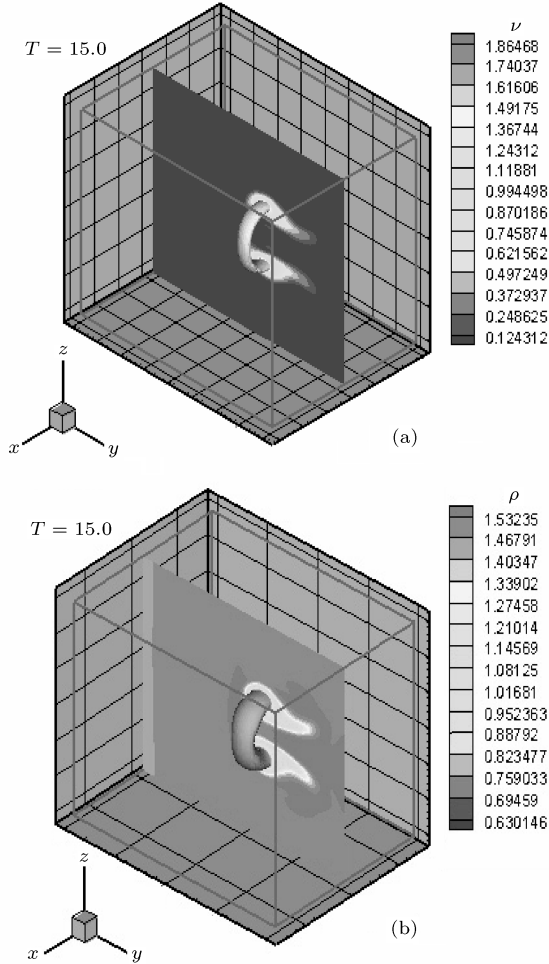 ν
T = 15.0
1.86468
1.74037
1.61606
1.49175
1.36744
1.24312
1.11881
0.994498
0.870186
0.745874
0.621562
0.497249
0.372937
0.248625
0.124312
z
x
y
(a)
ρ
T = 15.0
1.53235
1.46791
1.40347
1.33902
1.27458
1.21014
1.14569
1.08125
1.01681
0.952363
0.88792
0.823477
0.759033
0.69459
0.630146
z
x
y
(b)